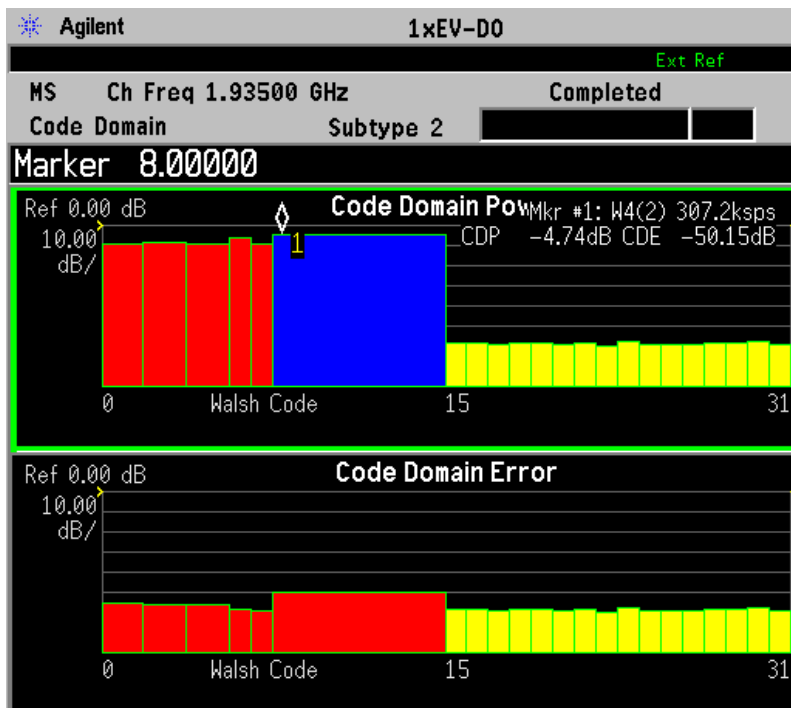 Agilent 1xEV-DO
Ext Ref
MS Ch Freq 1.93500 GHz Completed
Code Domain Subtype 2
Marker 8.00000
Ref 0.00 dB Code Domain Pow Mkr #1: W4(2) 307.2ksps
10.00 CDP -4.74dB CDE -50.15dB
dB/ 1
0 Walsh Code 15 31
Ref 0.00 dB Code Domain Error
10.00
dB/
0 Walsh Code 15 31